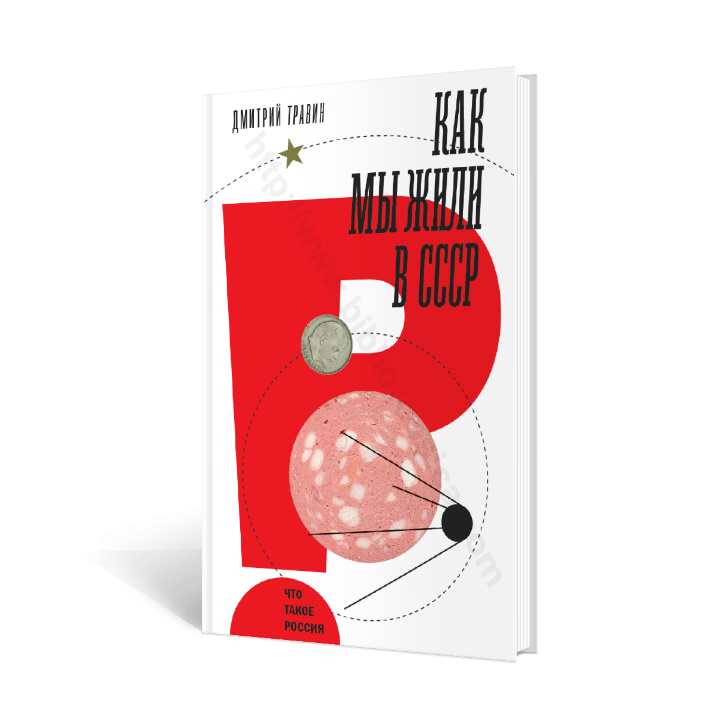 ДМИТРИЙ ТРАВИН
КАК
МЫ ЖИЛИ
В СССР
Р
ЧТО
ТАКОЕ
РОССИЯ